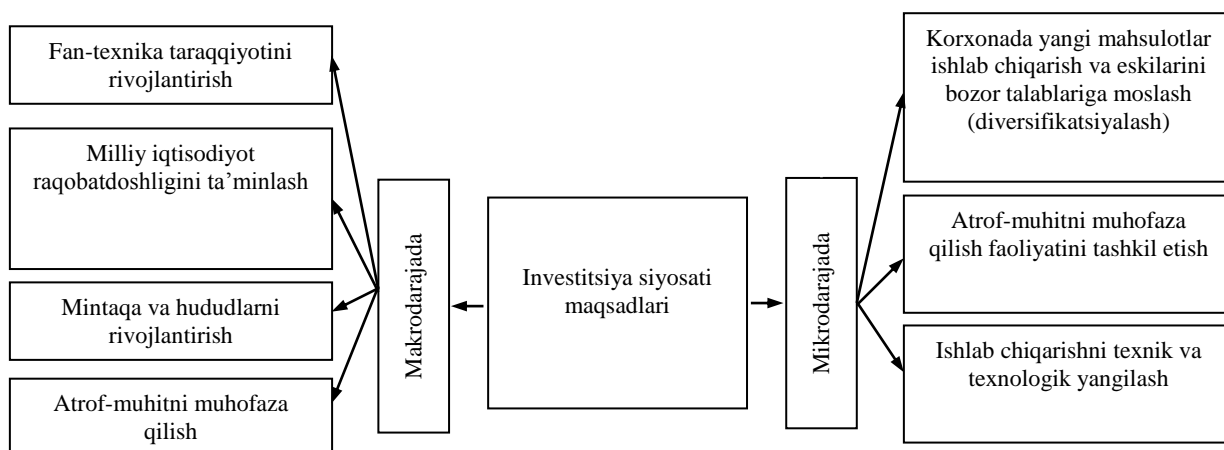 Fan-texnika taraqqiyotini
rivojlantirish
Milliy iqtisodiyot
raqobatdoshligini ta’minlash
Mintaqa va hududlarni
rivojlantirish
Atrof-muhitni muhofaza
qilish
Makrodarajada
Investitsiya siyosati
maqsadlari
Mikrodarajada
Korxonada yangi mahsulotlar
ishlab chiqarish va eskilarini
bozor talablariga moslash
(diversifikatsiyalash)
Atrof-muhitni muhofaza
qilish faoliyatini tashkil etish
Ishlab chiqarishni texnik va
texnologik yangilash